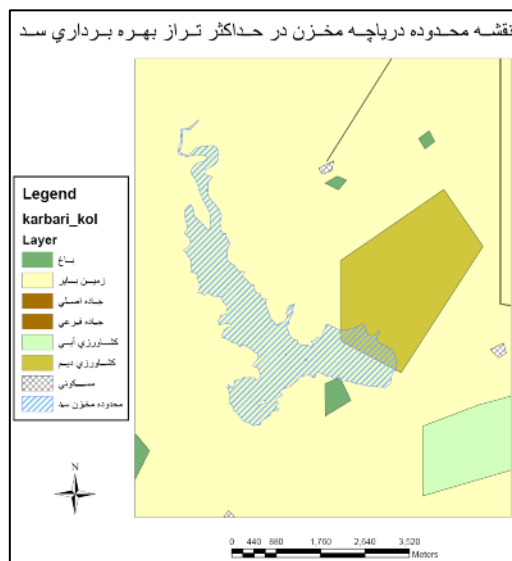 نقشه محدوده درياچه مخزن در حداكثر تراز بهره برداري سد
Legend
karbari_kol
Layer
باغ
زمين باير
جاده اصلي
جاده فرعي
كشاورزي آبي
كشاورزي ديم
مسكوني
محدوده مخزن سد
N
0 440 880 1,760 2,640 3,520
Meters